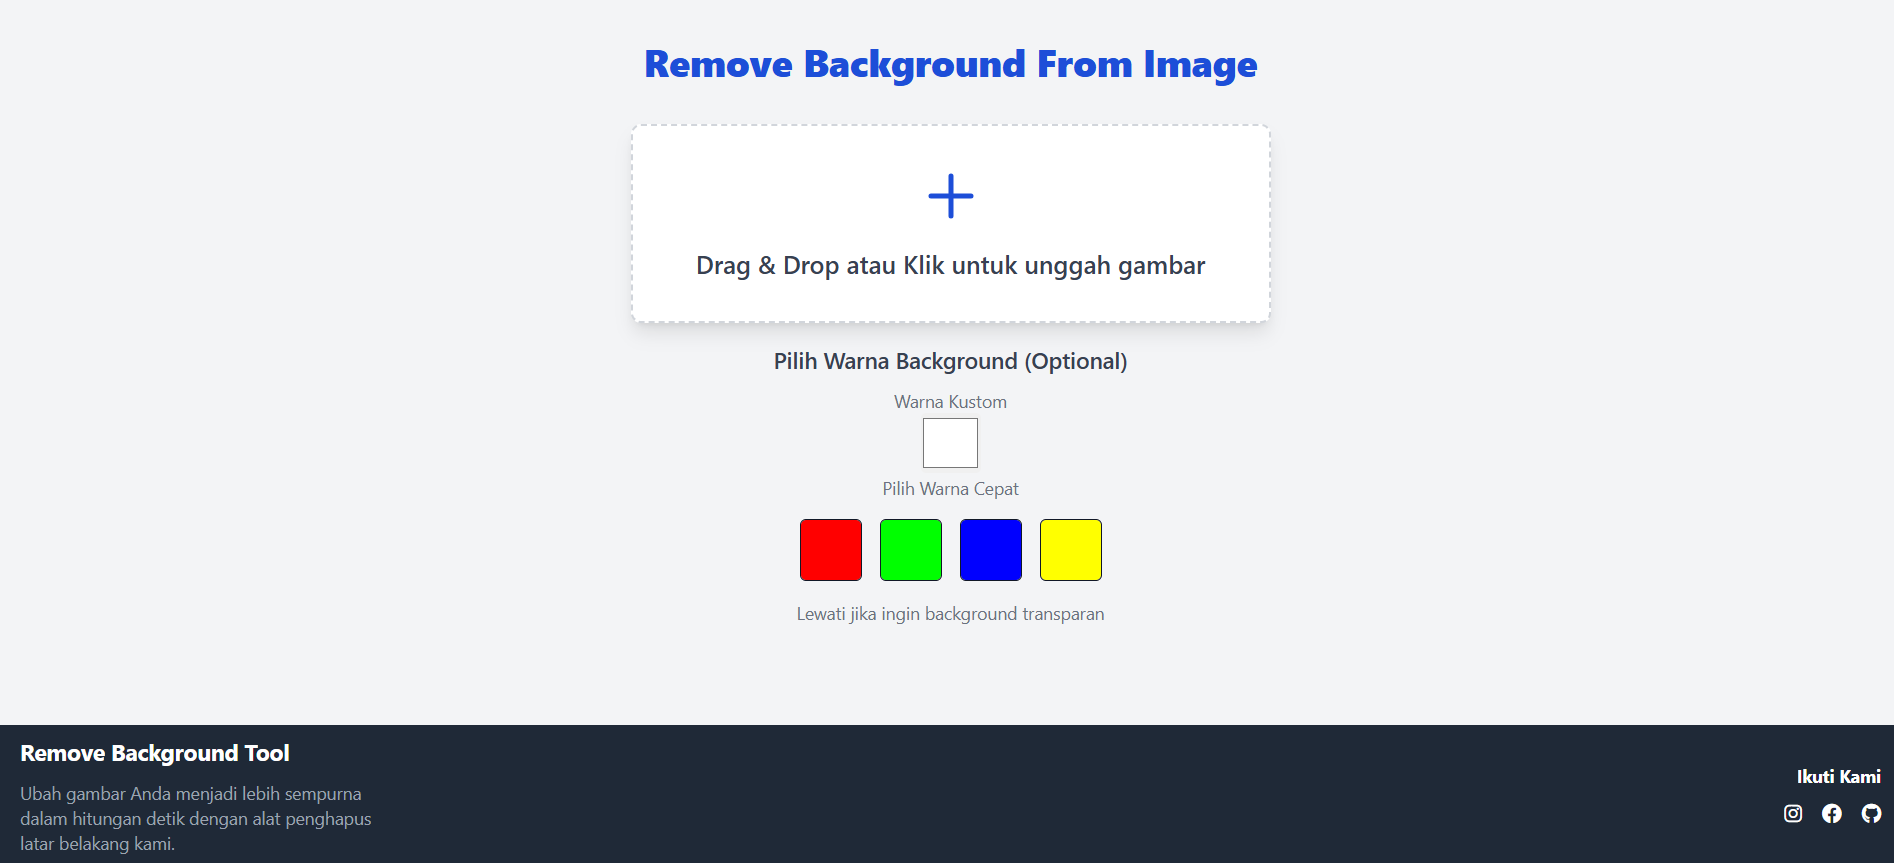 Remove Background From Image
Drag & Drop atau Klik untuk unggah gambar
Pilih Warna Background (Optional)
Warna Kustom
Pilih Warna Cepat
Lewati jika ingin background transparan
Remove Background Tool
Ubah gambar Anda menjadi lebih sempurna
dalam hitungan detik dengan alat penghapus
latar belakang kami.
Ikuti Kami